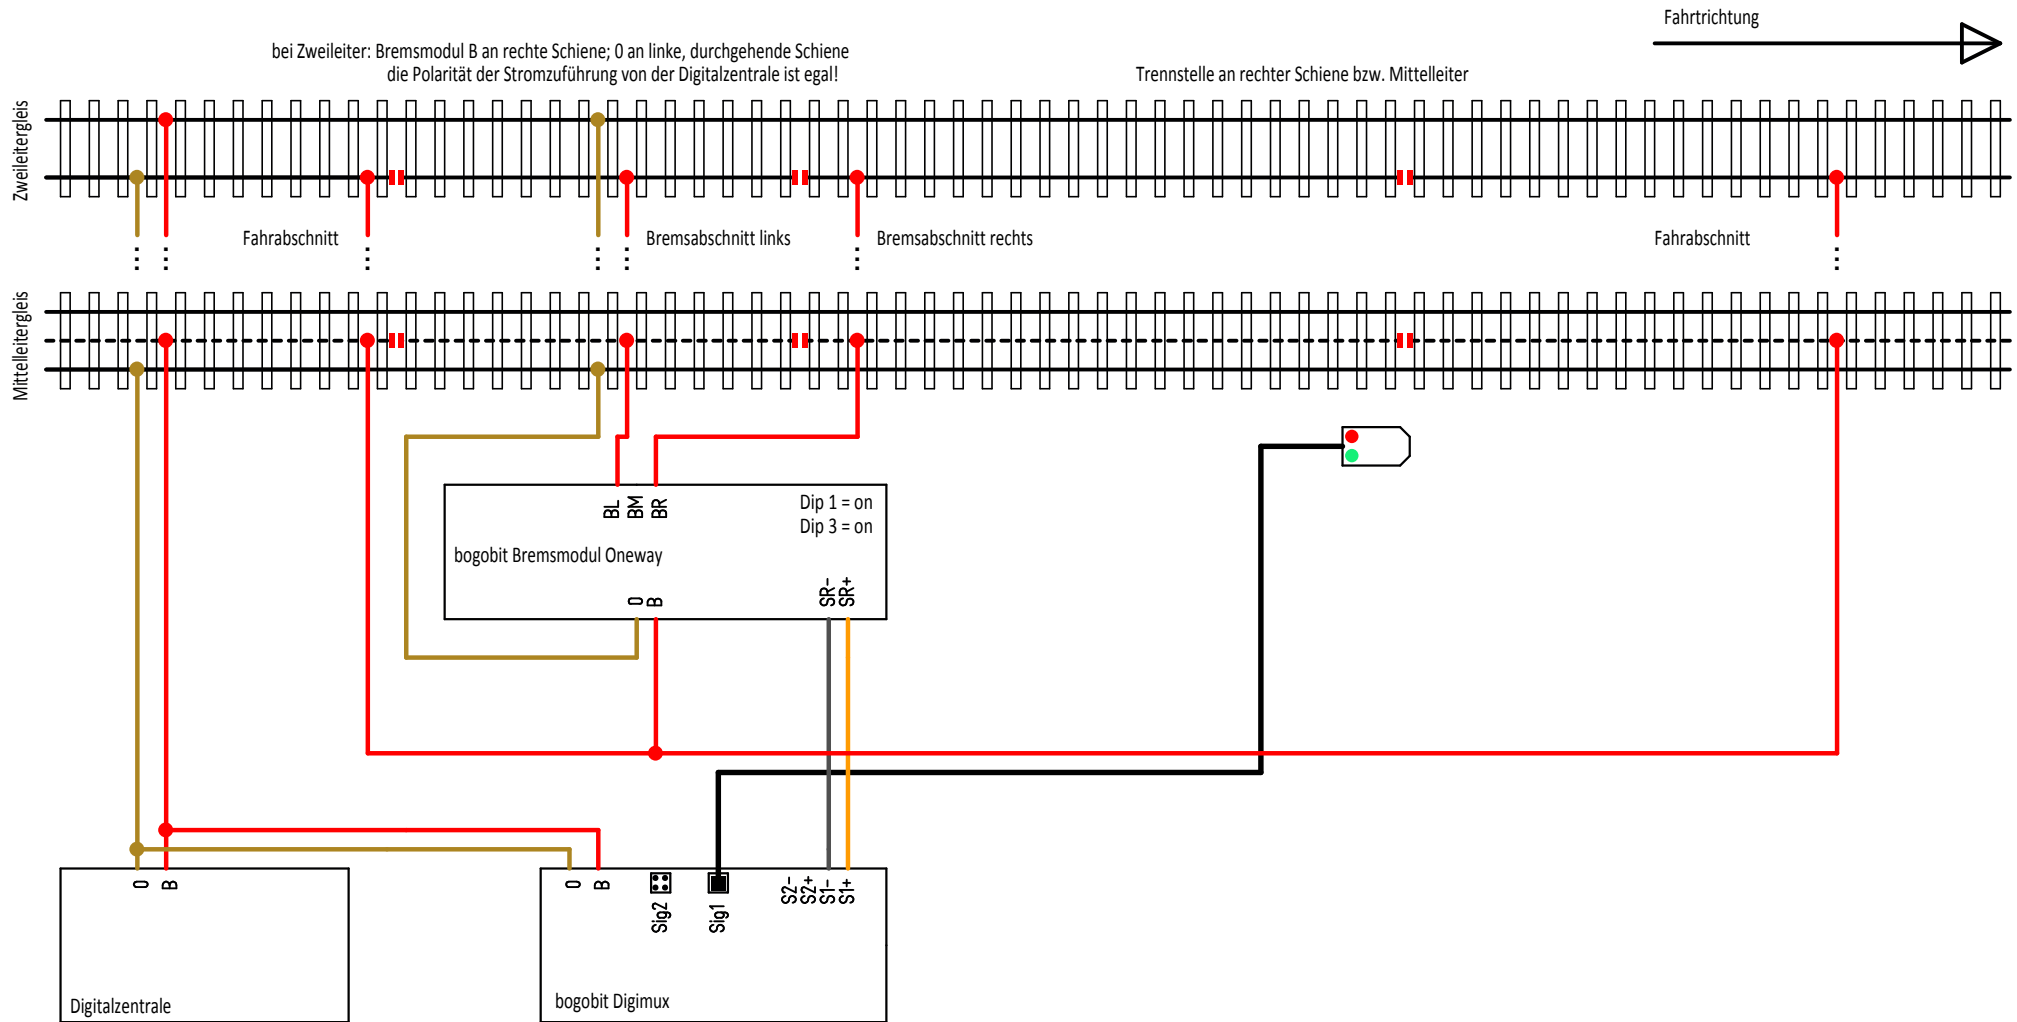 Fahrtrichtung
bei Zweileiter: Bremsmodul B an rechte Schiene; 0 an linke, durchgehende Schiene
die Polarität der Stromzuführung von der Digitalzentrale ist egal!
Trennstelle an rechter Schiene bzw. Mittelleiter
Zweileitergleis
Fahrabschnitt
Bremsabschnitt links
Bremsabschnitt rechts
Fahrabschnitt
Mittelleitergleis
BL
BM
BR
Dip 1 = on
Dip 3 = on
bogobit Bremsmodul Oneway
0
B
SR-
SR+
0
B
0
B
Sig2
Sig1
S2-
S2+
S1-
S1+
Digitalzentrale
bogobit Digimux